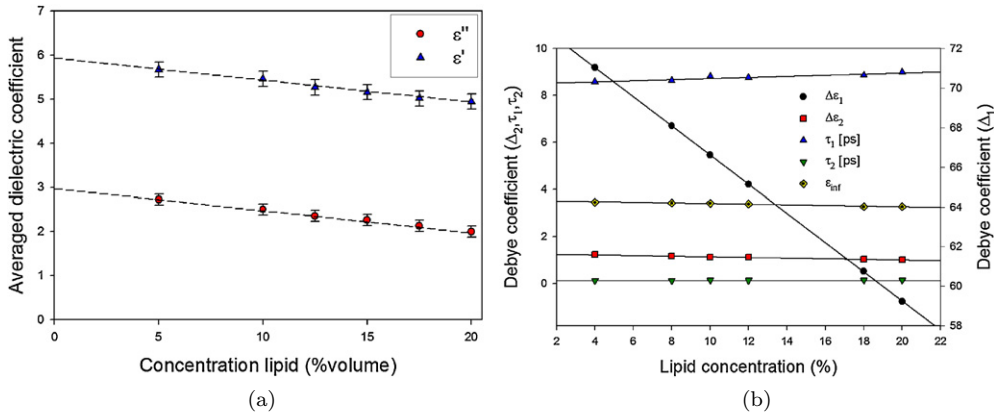 7
6
5
4
3
2
1
0
Averaged dielectric coefficient
ε"
ε'
0 5 10 15 20
Concentration lipid (%volume)
(a)
10
8
6
4
2
0
Debye coefficient (Δ₂,τ₁,τ₂)
Δε₁
Δε₂
τ₁ [ps]
τ₂ [ps]
ε inf
72
70
68
66
64
62
60
58
Debye coefficient (Δ₁)
2 4 6 8 10 12 14 16 18 20 22
Lipid concentration (%)
(b)